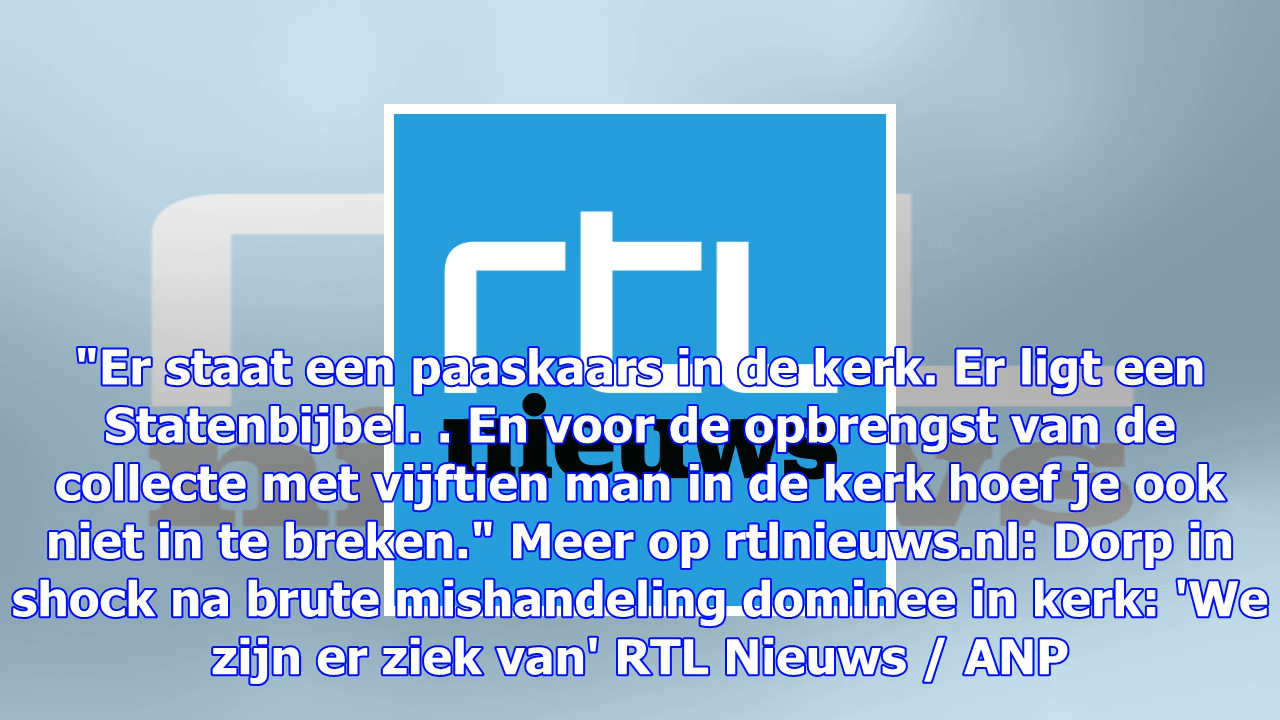 rtl
nieuws
"Er staat een paaskaars in de kerk. Er ligt een
Statenbijbel. . En voor de opbrengst van de
collecte met vijftien man in de kerk hoef je ook
niet in te breken." Meer op rtlnieuws.nl: Dorp in
shock na brute mishandeling dominee in kerk: 'We
zijn er ziek van' RTL Nieuws / ANP